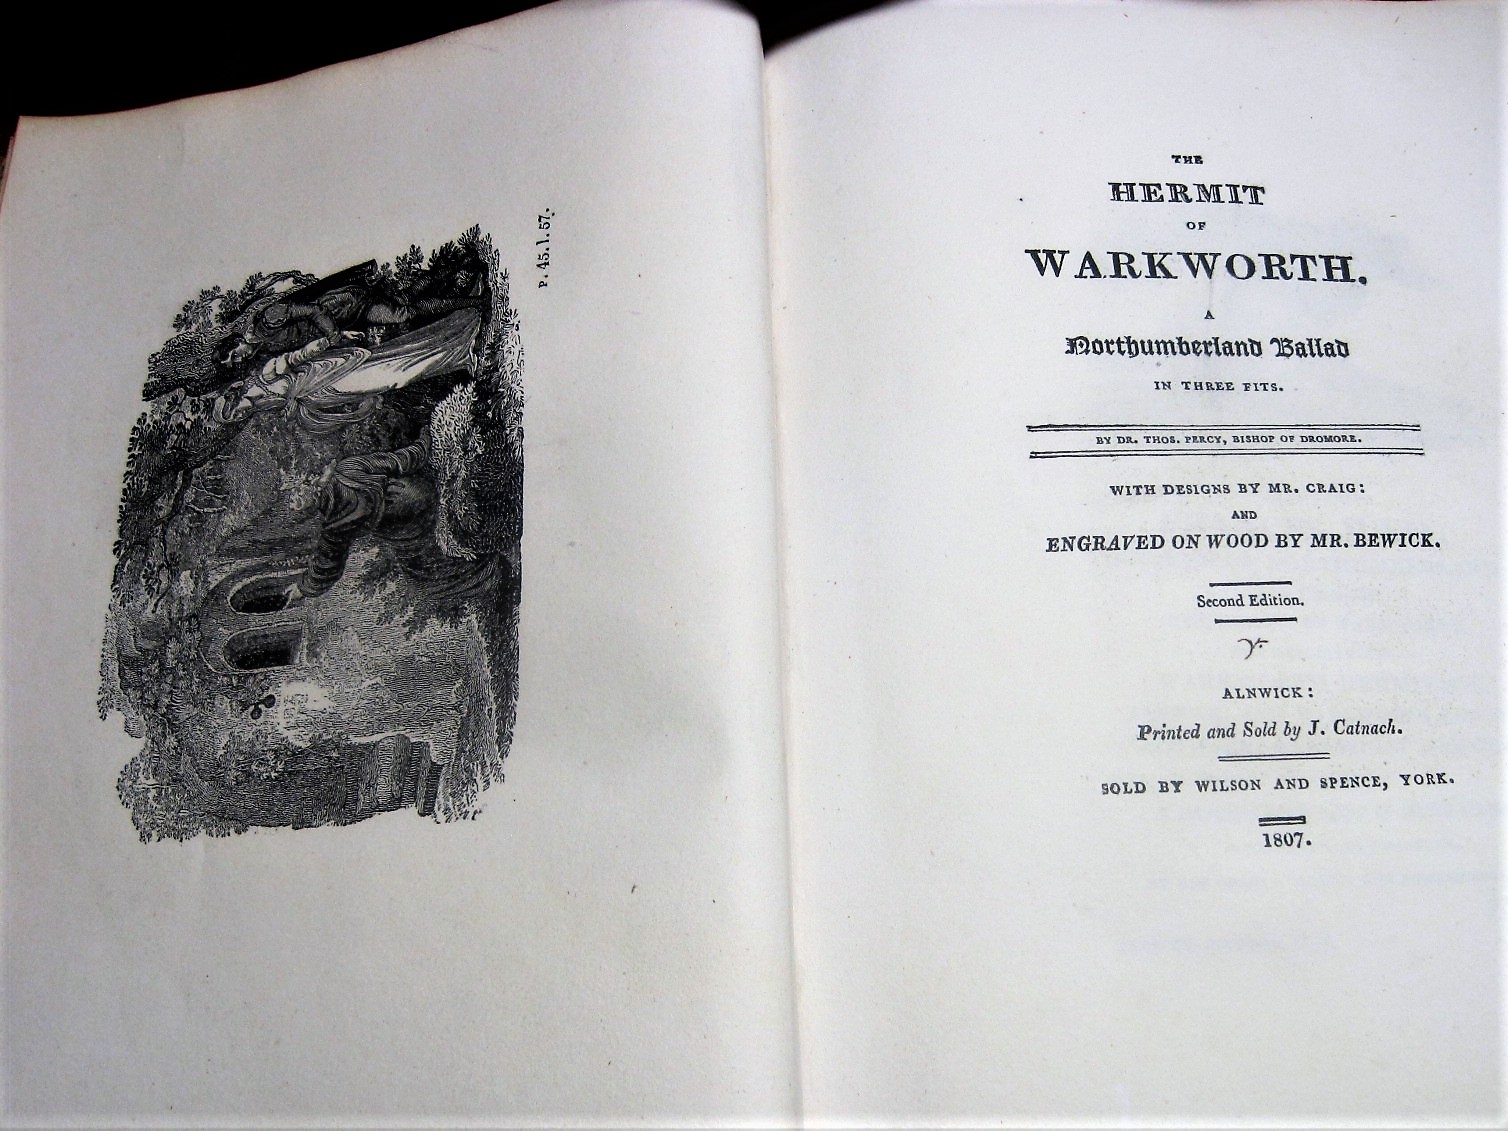 P. 45. l. 57.
THE
HERMIT
OF
WARKWORTH.
A
Northumberland Ballad
IN THREE FITS.
BY DR. THOS. PERCY, BISHOP OF DROMORE.
WITH DESIGNS BY MR. CRAIG:
AND
ENGRAVED ON WOOD BY MR. BEWICK.
Second Edition.
ALNWICK:
Printed and Sold by J. Catnach.
SOLD BY WILSON AND SPENCE, YORK.
1807.